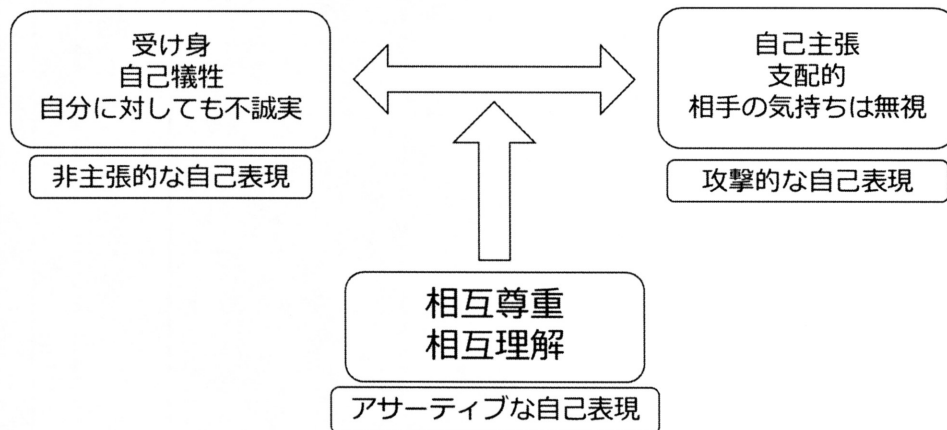 受け身
自己犠牲
自分に対しても不誠実
非主張的な自己表現
自己主張
支配的
相手の気持ちは無視
攻撃的な自己表現
相互尊重
相互理解
アサーティブな自己表現